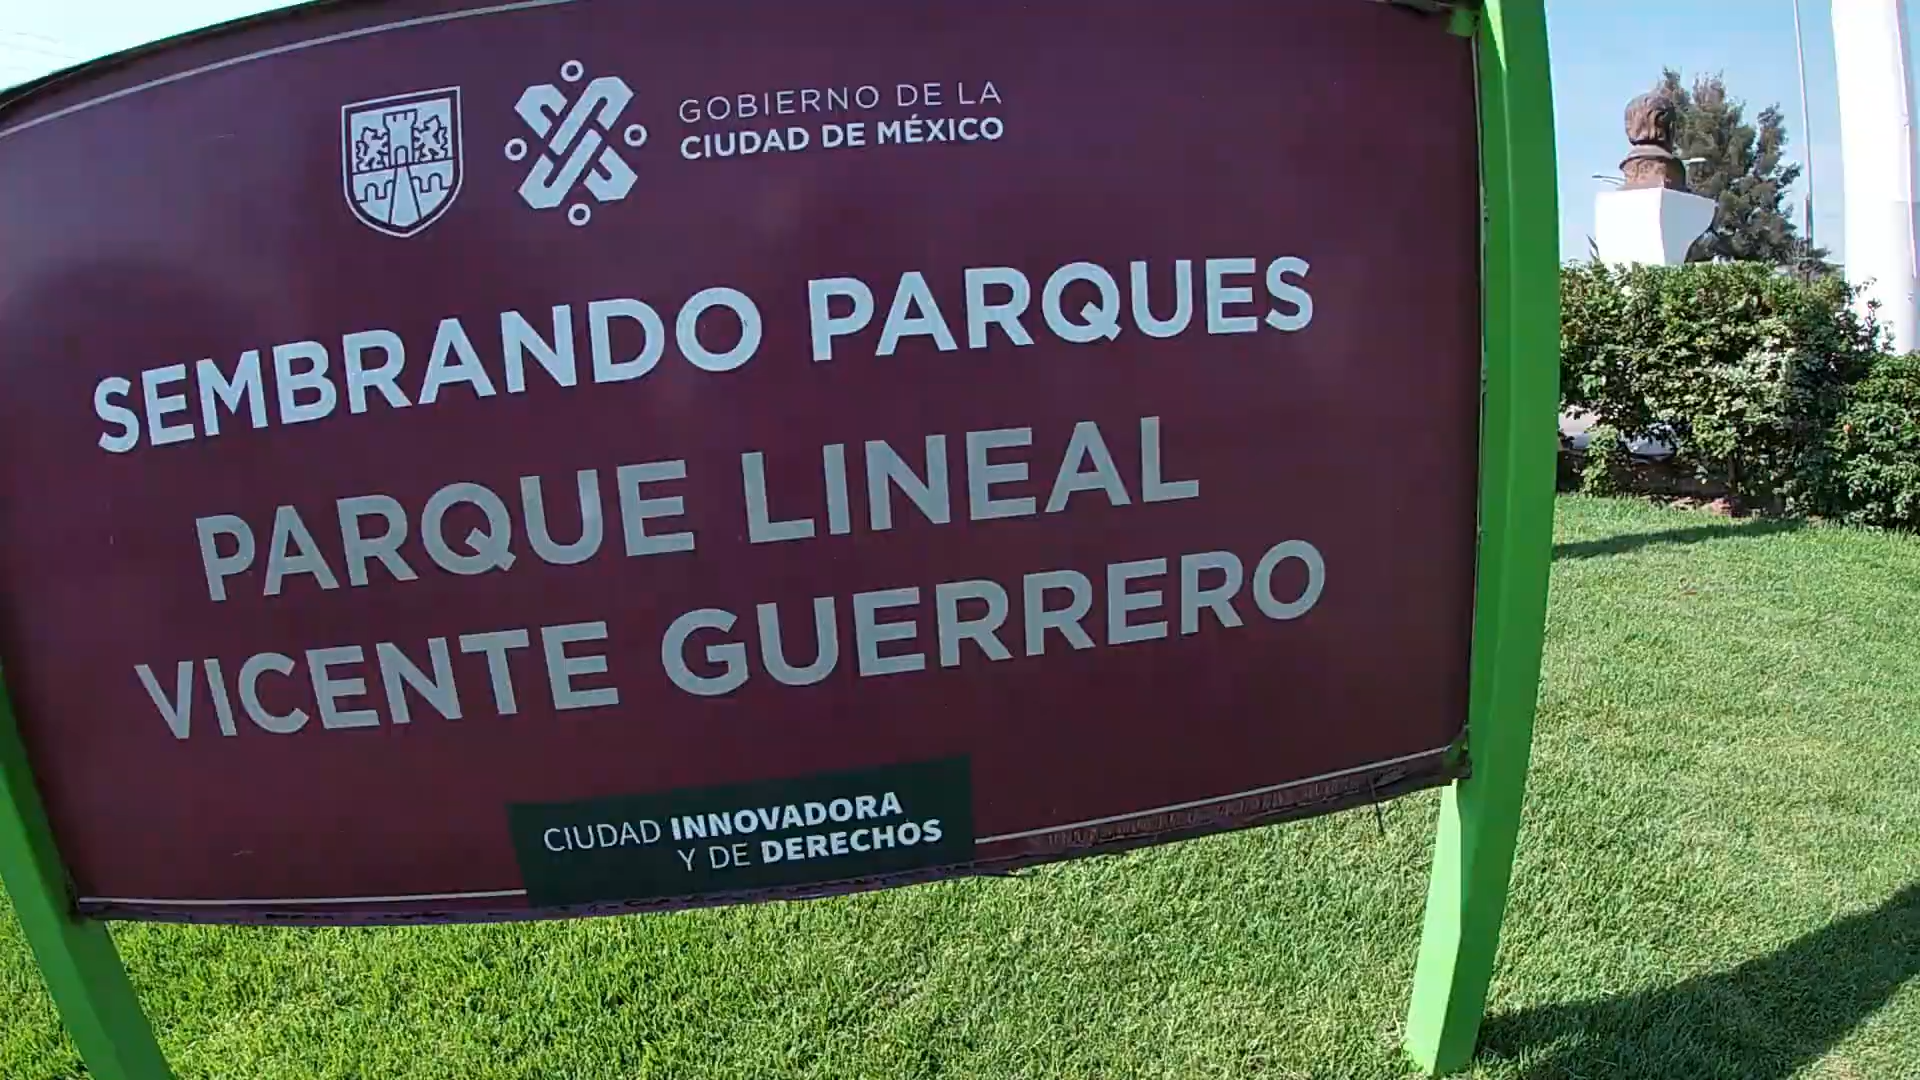 GOBIERNO DE LA
CIUDAD DE MÉXICO
SEMBRANDO PARQUES
PARQUE LINEAL
VICENTE GUERRERO
CIUDAD INNOVADORA
Y DE DERECHOS